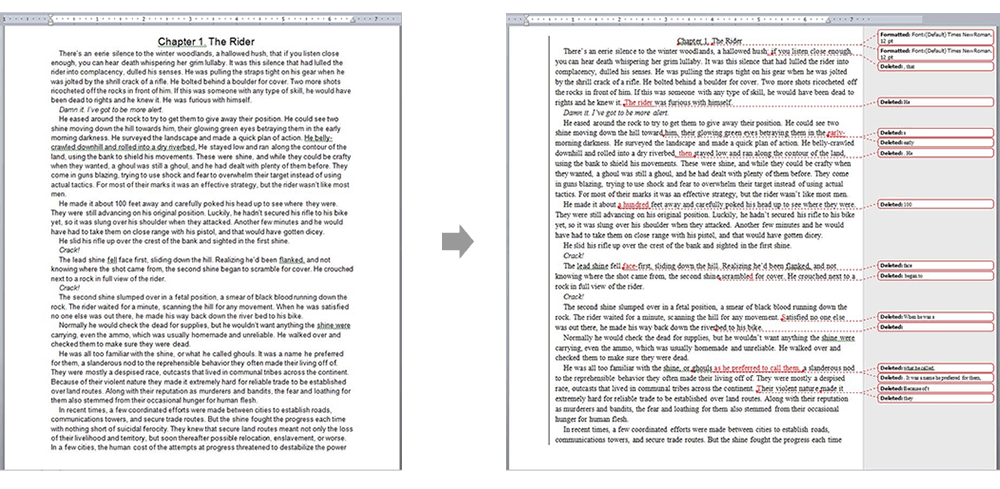 Chapter 1. The Rider
There's an eerie silence to the winter woodlands, a hallowed hush, that if you listen close
enough, you can hear death whispering her grim lullaby. It was this silence that had lulled the
rider into complacency, dulled his senses. He was pulling the straps tight on his gear when he
was jolted by the shrill crack of a rifle. He bolted behind a boulder for cover. Two more shots
ricocheted off the rocks in front of him. If this was someone with any type of skill, he would have
been dead to rights and he knew it. He was furious with himself.
Damn it. I've got to be more alert.
He eased around the rock to try to get them to give away their position. He could see two
shine moving down the hill towards him, their glowing green eyes betraying them in the early
morning darkness. He surveyed the landscape and made a quick plan of action. He belly-
crawled downhill and rolled into a dry riverbed. He stayed low and ran along the contour of the
land, using the bank to shield his movements. These were shine, and while they could be crafty
when they wanted, a ghoul was still a ghoul, and he had dealt with plenty of them before. They
came in guns blazing, trying to use shock and fear to overwhelm their target instead of using
actual tactics. For most of their marks it was an effective strategy, but the rider wasn't like most
men.
He made it about 100 feet away and carefully poked his head up to see where they were.
They were still advancing on his original position. Luckily, he hadn't secured his rifle to his bike
yet, so it was slung over his shoulder when they attacked. Another few minutes and he would
have had to take them on close range with his pistol, and that would have gotten dicey.
He slid his rifle up over the crest of the bank and sighted in the first shine.
Crack!
The lead shine fell face first, sliding down the hill. Realizing he'd been flanked, and not
knowing where the shot came from, the second shine began to scramble for cover. He crouched
next to a rock in full view of the rider.
Crack!
The second shine slumped over in a fetal position, a smear of black blood running down the
rock. The rider waited for a minute, scanning the hill for any movement. When he was satisfied
no one else was out there, he made his way back down the river bed to his bike.
Normally he would check the dead for supplies, but he wouldn't want anything the shine were
carrying, even the ammo, which was usually homemade and unreliable. He walked over and
checked them to make sure they were dead.
He was all too familiar with the shine, or what he called ghouls. It was a name he preferred
for them, a slanderous nod to the reprehensible behavior they often made their living off of.
They were mostly a despised race, outcasts that lived in communal tribes across the continent.
Because of their violent nature they made it extremely hard for reliable trade to be established
over land routes. Along with their reputation as murderers and bandits, the fear and loathing for
them also stemmed from their occasional hunger for human flesh.
In recent times, a few coordinated efforts were made between cities to establish roads,
communications towers, and secure trade routes. But the shine fought the progress each time
with nothing short of suicidal ferocity. They knew that secure land routes meant not only the loss
of their livelihood and territory, but soon thereafter possible relocation, enslavement, or worse.
In a few cities, the human cost of the attempts at progress threatened to destabilize the power
Chapter 1. The Rider
There's an eerie silence to the winter woodlands, a hallowed hush; if you listen close enough,
you can hear death whispering her grim lullaby. It was this silence that had lulled the rider into
complacency, dulled his senses. He was pulling the straps tight on his gear when he was jolted
by the shrill crack of a rifle. He bolted behind a boulder for cover. Two more shots ricocheted off
the rocks in front of him. If this was someone with any type of skill, he would have been dead to
rights and he knew it. The rider was furious with himself.
Damn it. I've got to be more alert.
He eased around the rock to try to get them to give away their position. He could see two
shine moving down the hill toward him, their glowing green eyes betraying them in the early-
morning darkness. He surveyed the landscape and made a quick plan of action. He belly-crawled
downhill and rolled into a dry riverbed, then stayed low and ran along the contour of the land,
using the bank to shield his movements. These were shine, and while they could be crafty when
they wanted, a ghoul was still a ghoul, and he had dealt with plenty of them before. They came
in guns blazing, trying to use shock and fear to overwhelm their target instead of using actual
tactics. For most of their marks it was an effective strategy, but the rider wasn't like most men.
He made it about a hundred feet away and carefully poked his head up to see where they were.
They were still advancing on his original position. Luckily, he hadn't secured his rifle to his bike
yet, so it was slung over his shoulder when they attacked. Another few minutes and he would
have had to take them on close range with his pistol, and that would have gotten dicey.
He slid his rifle up over the crest of the bank and sighted in the first shine.
Crack!
The lead shine fell face-first, sliding down the hill. Realizing he'd been flanked, and not
knowing where the shot came from, the second shine scrambled for cover. He crouched next to a
rock in full view of the rider.
Crack!
The second shine slumped over in a fetal position, a smear of black blood running down the
rock. The rider waited for a minute, scanning the hill for any movement. Satisfied no one else
was out there, he made his way back down the riverbed to his bike.
Normally he would check the dead for supplies, but he wouldn't want anything the shine were
carrying, even the ammo, which was usually homemade and unreliable. He walked over and
checked them to make sure they were dead.
He was all too familiar with the shine, or ghouls as he preferred to call them, a slanderous nod
to the reprehensible behavior they often made their living off of. They were mostly a despised
race, outcasts that lived in communal tribes across the continent. Their violent nature made it
extremely hard for reliable trade to be established over land routes. Along with their reputation
as murderers and bandits, the fear and loathing for them also stemmed from their occasional
hunger for human flesh.
In recent times, a few coordinated efforts were made between cities to establish roads,
communications towers, and secure trade routes. But the shine fought the progress each time
Formatted: Font:(Default) Times New Roman,
12 pt
Formatted: Font:(Default) Times New Roman,
12 pt
Deleted: , that
Deleted: He
Deleted: s
Deleted: early
Deleted: . He
Deleted: 100
Deleted: face
Deleted: began to
Deleted: When he was s
Deleted:
Deleted: what he called
Deleted: . It was a name he preferred for them,
Deleted: Because of t
Deleted: they